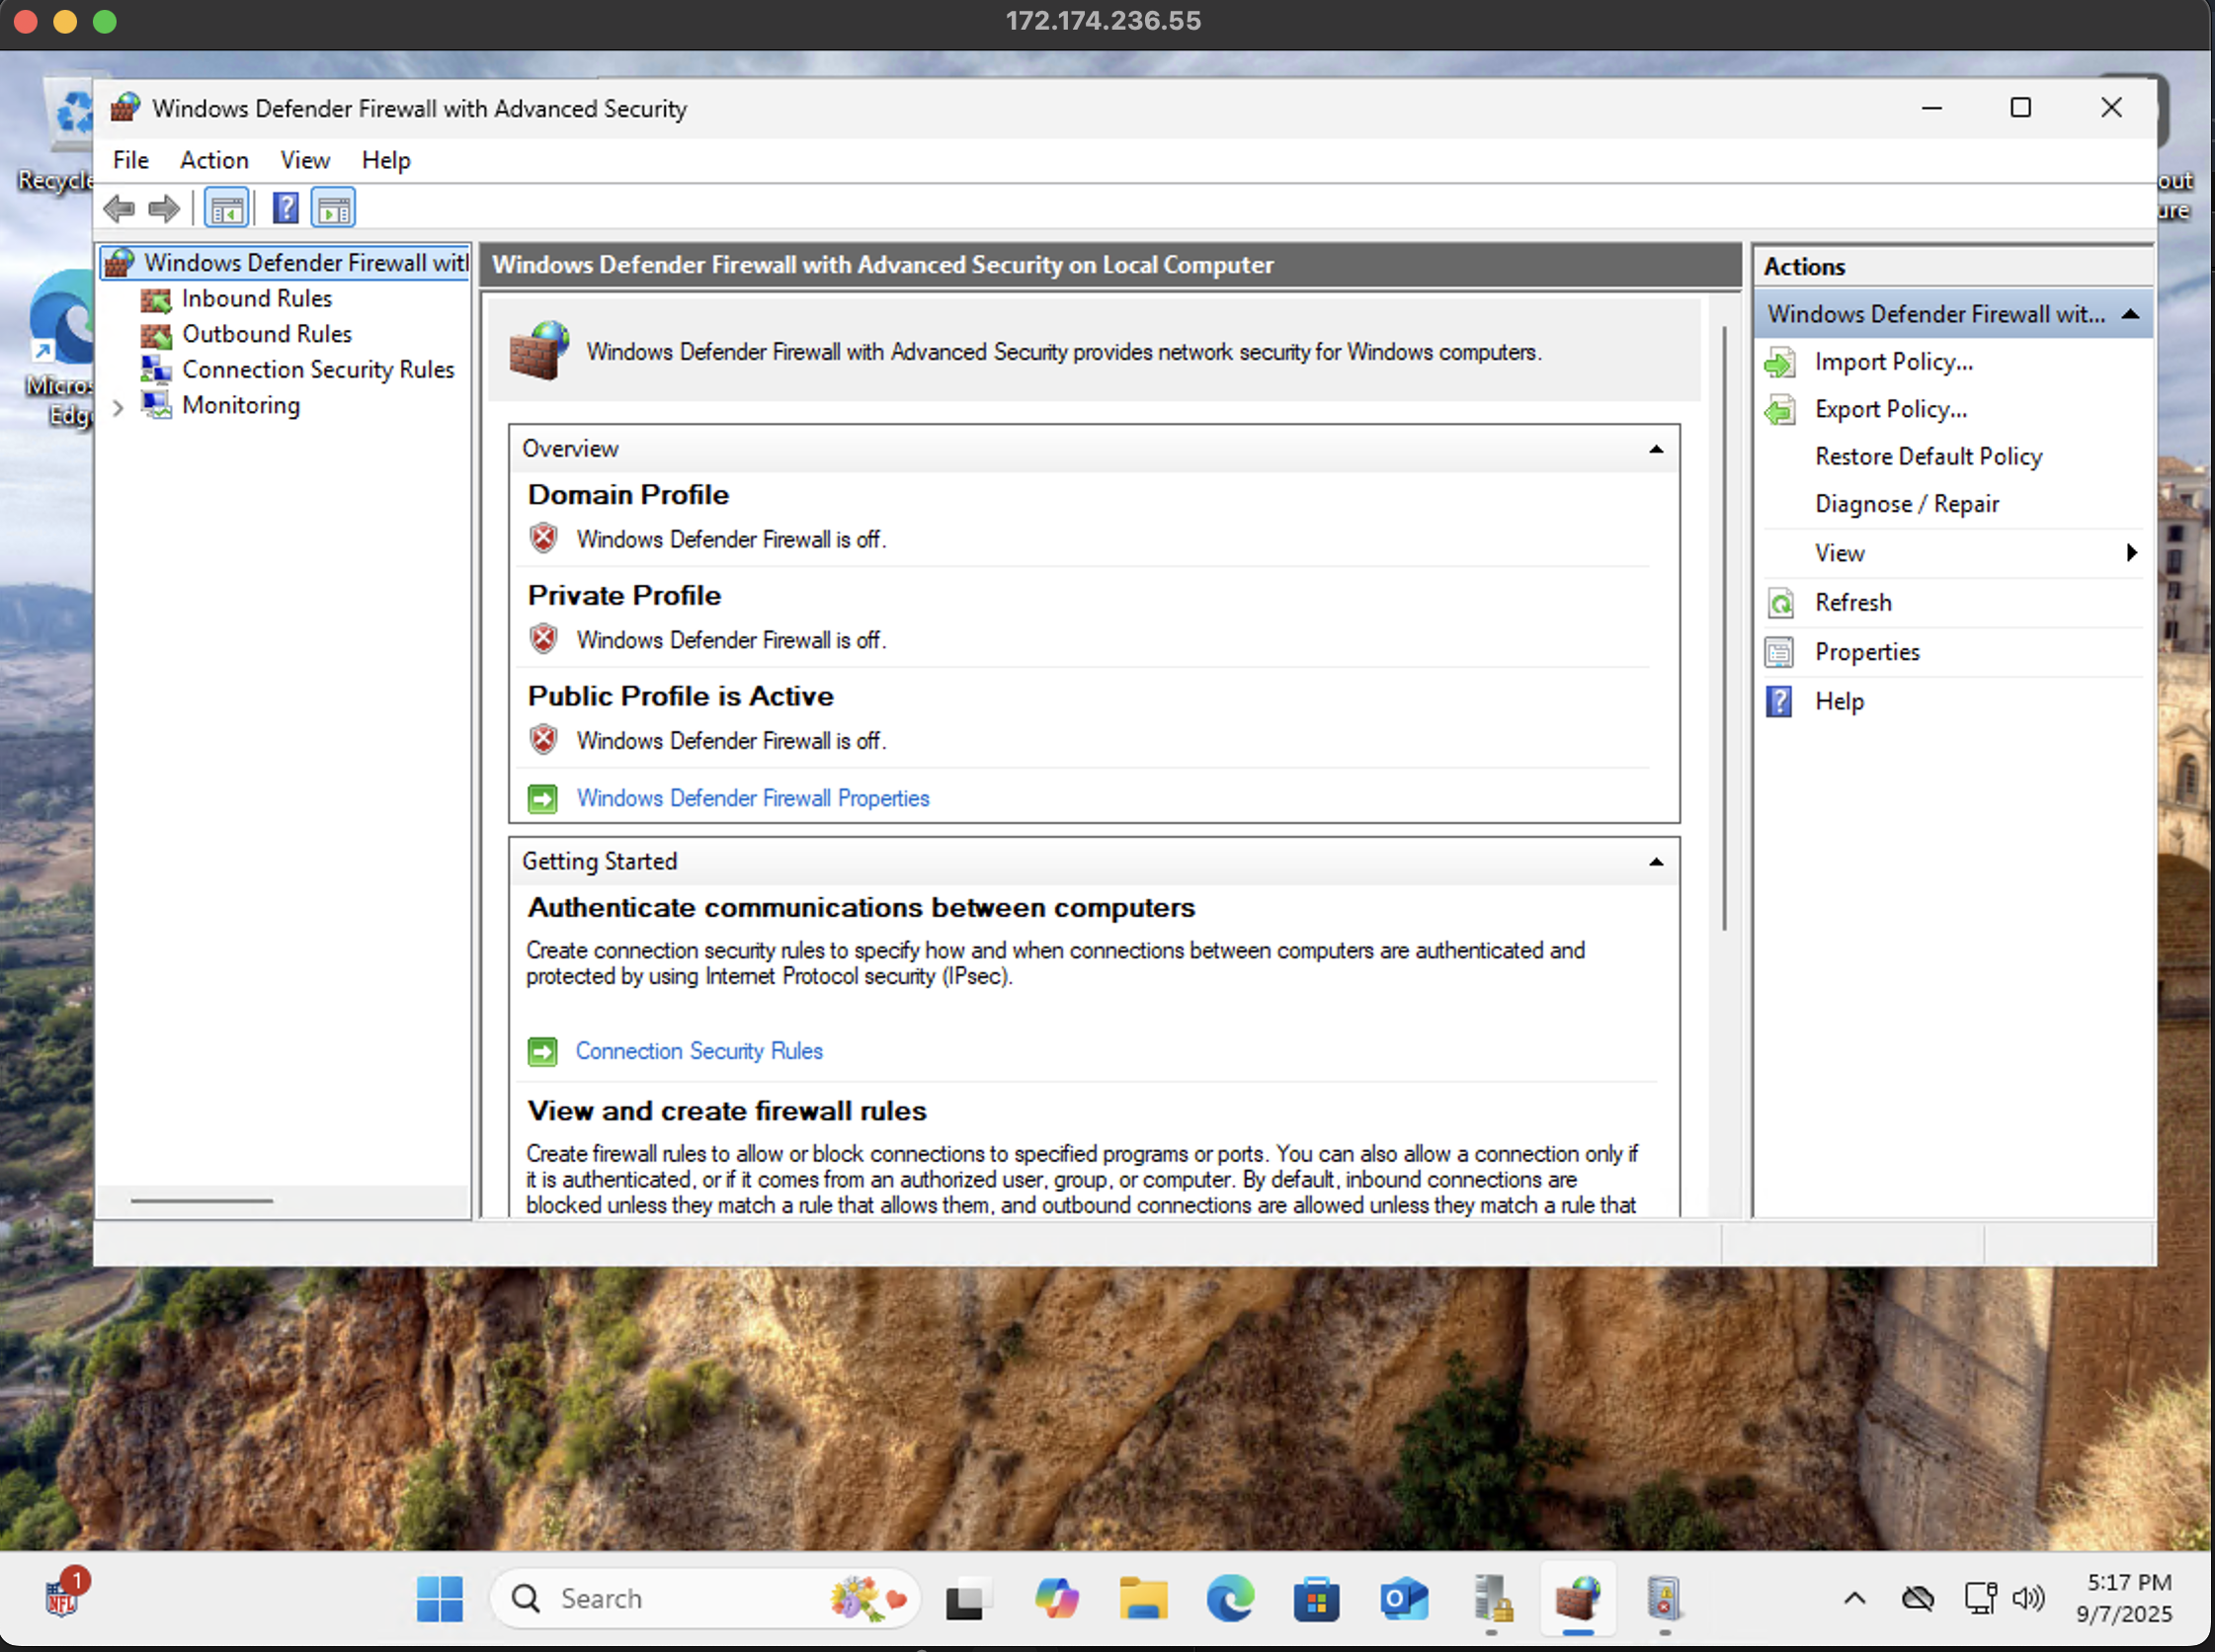 172.174.236.55
Recycle
out
ure
Micros
Edg
Windows Defender Firewall with Advanced Security
File Action View Help
Windows Defender Firewall with
Inbound Rules
Outbound Rules
Connection Security Rules
Monitoring
Windows Defender Firewall with Advanced Security on Local Computer
Windows Defender Firewall with Advanced Security provides network security for Windows computers.
Overview
Domain Profile
Windows Defender Firewall is off.
Private Profile
Windows Defender Firewall is off.
Public Profile is Active
Windows Defender Firewall is off.
Windows Defender Firewall Properties
Getting Started
Authenticate communications between computers
Create connection security rules to specify how and when connections between computers are authenticated and
protected by using Internet Protocol security (IPsec).
Connection Security Rules
View and create firewall rules
Create firewall rules to allow or block connections to specified programs or ports. You can also allow a connection only if
it is authenticated, or if it comes from an authorized user, group, or computer. By default, inbound connections are
blocked unless they match a rule that allows them, and outbound connections are allowed unless they match a rule that
Actions
Windows Defender Firewall wit...
Import Policy...
Export Policy...
Restore Default Policy
Diagnose / Repair
View
Refresh
Properties
Help
1
NFL
Search
5:17 PM
9/7/2025